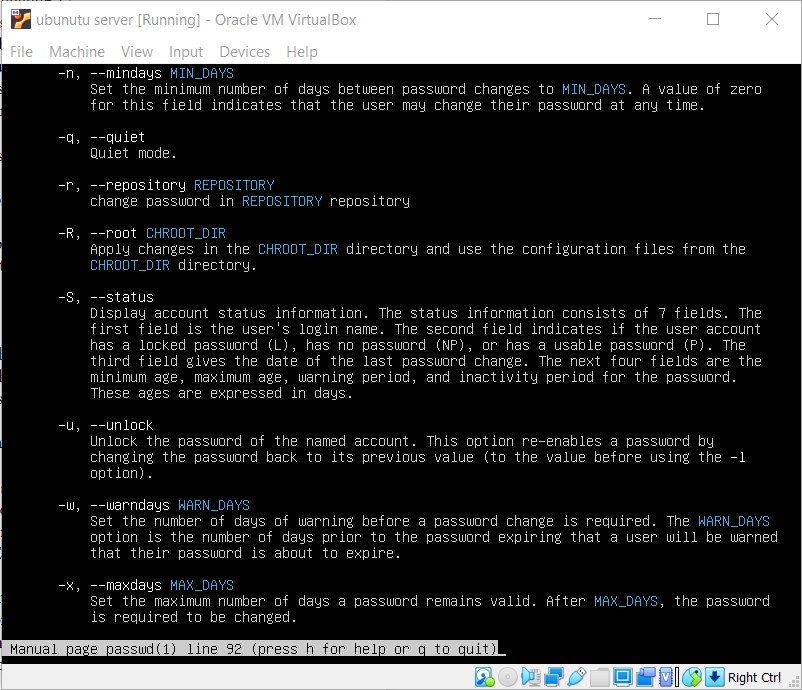 ubunutu server [Running] - Oracle VM VirtualBox
File Machine View Input Devices Help
-n, --mindays MIN_DAYS
Set the minimum number of days between password changes to MIN_DAYS. A value of zero
for this field indicates that the user may change their password at any time.
-q, --quiet
Quiet mode.
-r, --repository REPOSITORY
change password in REPOSITORY repository
-R, --root CHROOT_DIR
Apply changes in the CHROOT_DIR directory and use the configuration files from the
CHROOT_DIR directory.
-S, --status
Display account status information. The status information consists of 7 fields. The
first field is the user's login name. The second field indicates if the user account
has a locked password (L), has no password (NP), or has a usable password (P). The
third field gives the date of the last password change. The next four fields are the
minimum age, maximum age, warning period, and inactivity period for the password.
These ages are expressed in days.
-u, --unlock
Unlock the password of the named account. This option re-enables a password by
changing the password back to its previous value (to the value before using the -l
option).
-w, --warndays WARN_DAYS
Set the number of days of warning before a password change is required. The WARN_DAYS
option is the number of days prior to the password expiring that a user will be warned
that their password is about to expire.
-x, --maxdays MAX_DAYS
Set the maximum number of days a password remains valid. After MAX_DAYS, the password
is required to be changed.
Manual page passwd(1) line 92 (press h for help or q to quit)
Right Ctrl